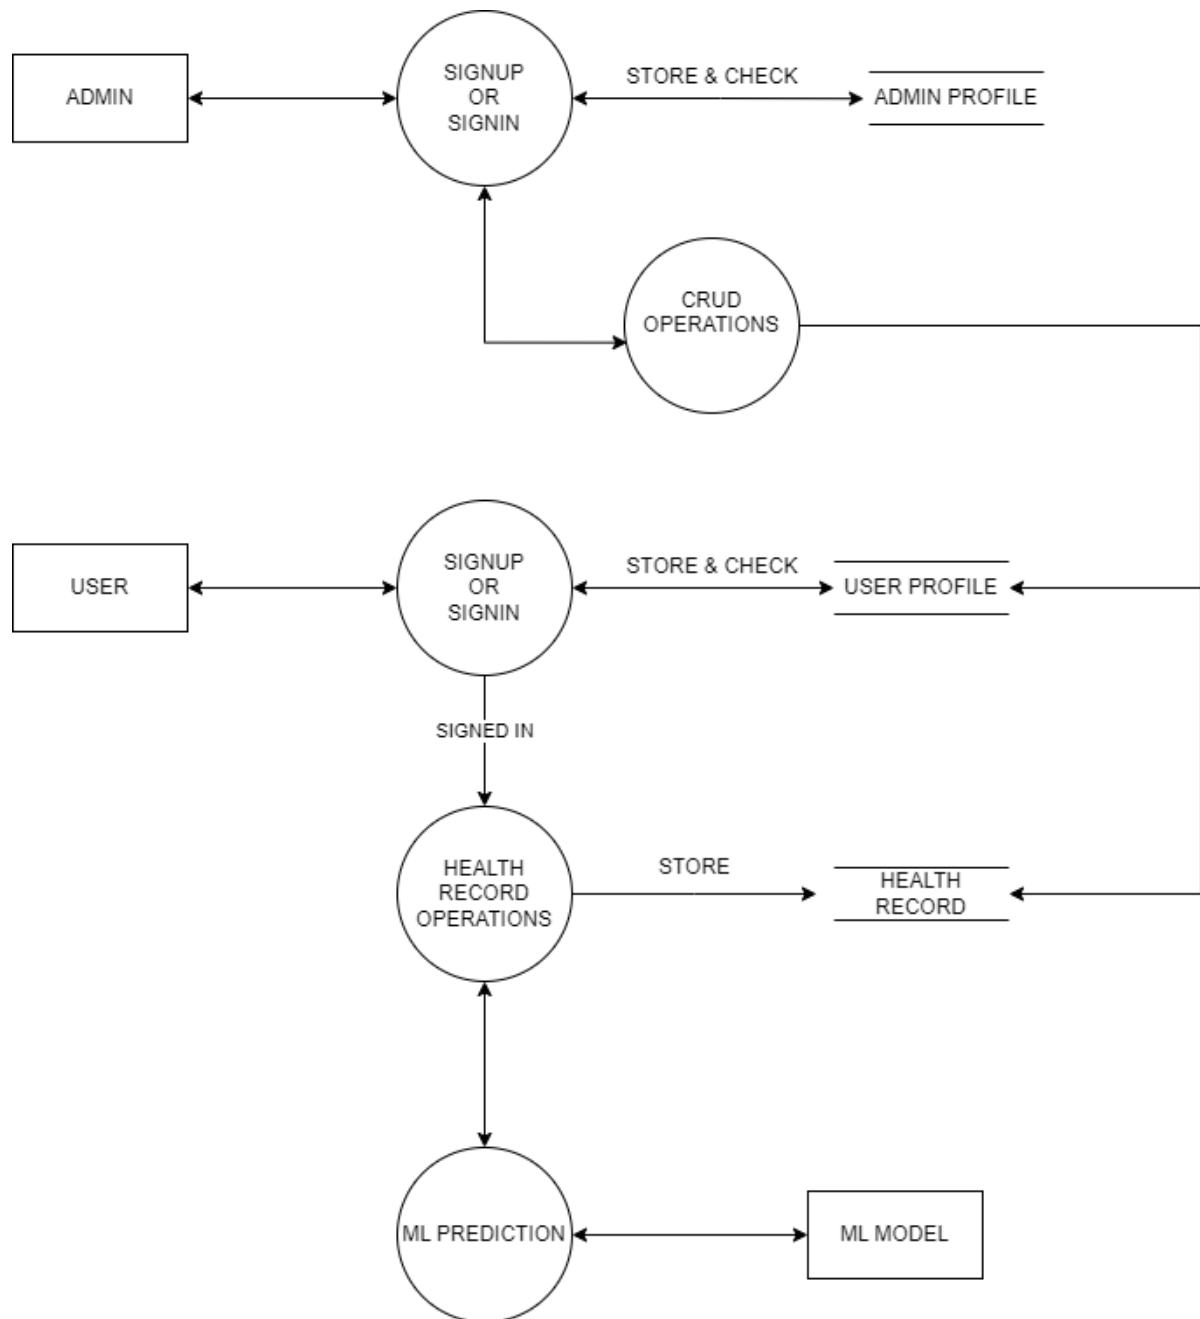 ADMIN
SIGNUP
OR
SIGNIN
STORE & CHECK
ADMIN PROFILE
CRUD
OPERATIONS
USER
SIGNUP
OR
SIGNIN
STORE & CHECK
USER PROFILE
SIGNED IN
HEALTH
RECORD
OPERATIONS
STORE
HEALTH
RECORD
ML PREDICTION
ML MODEL